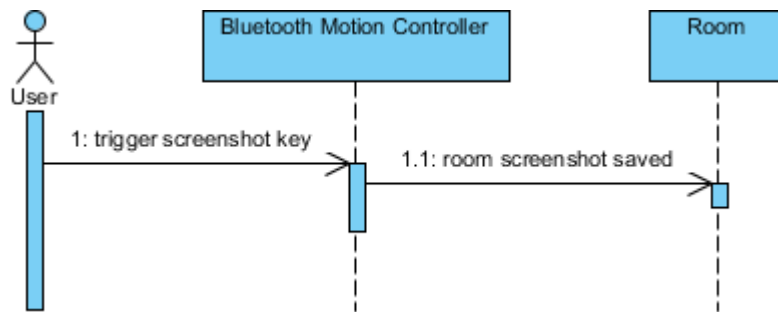 Bluetooth Motion Controller
Room
User
1: trigger screenshot key
1.1: room screenshot saved